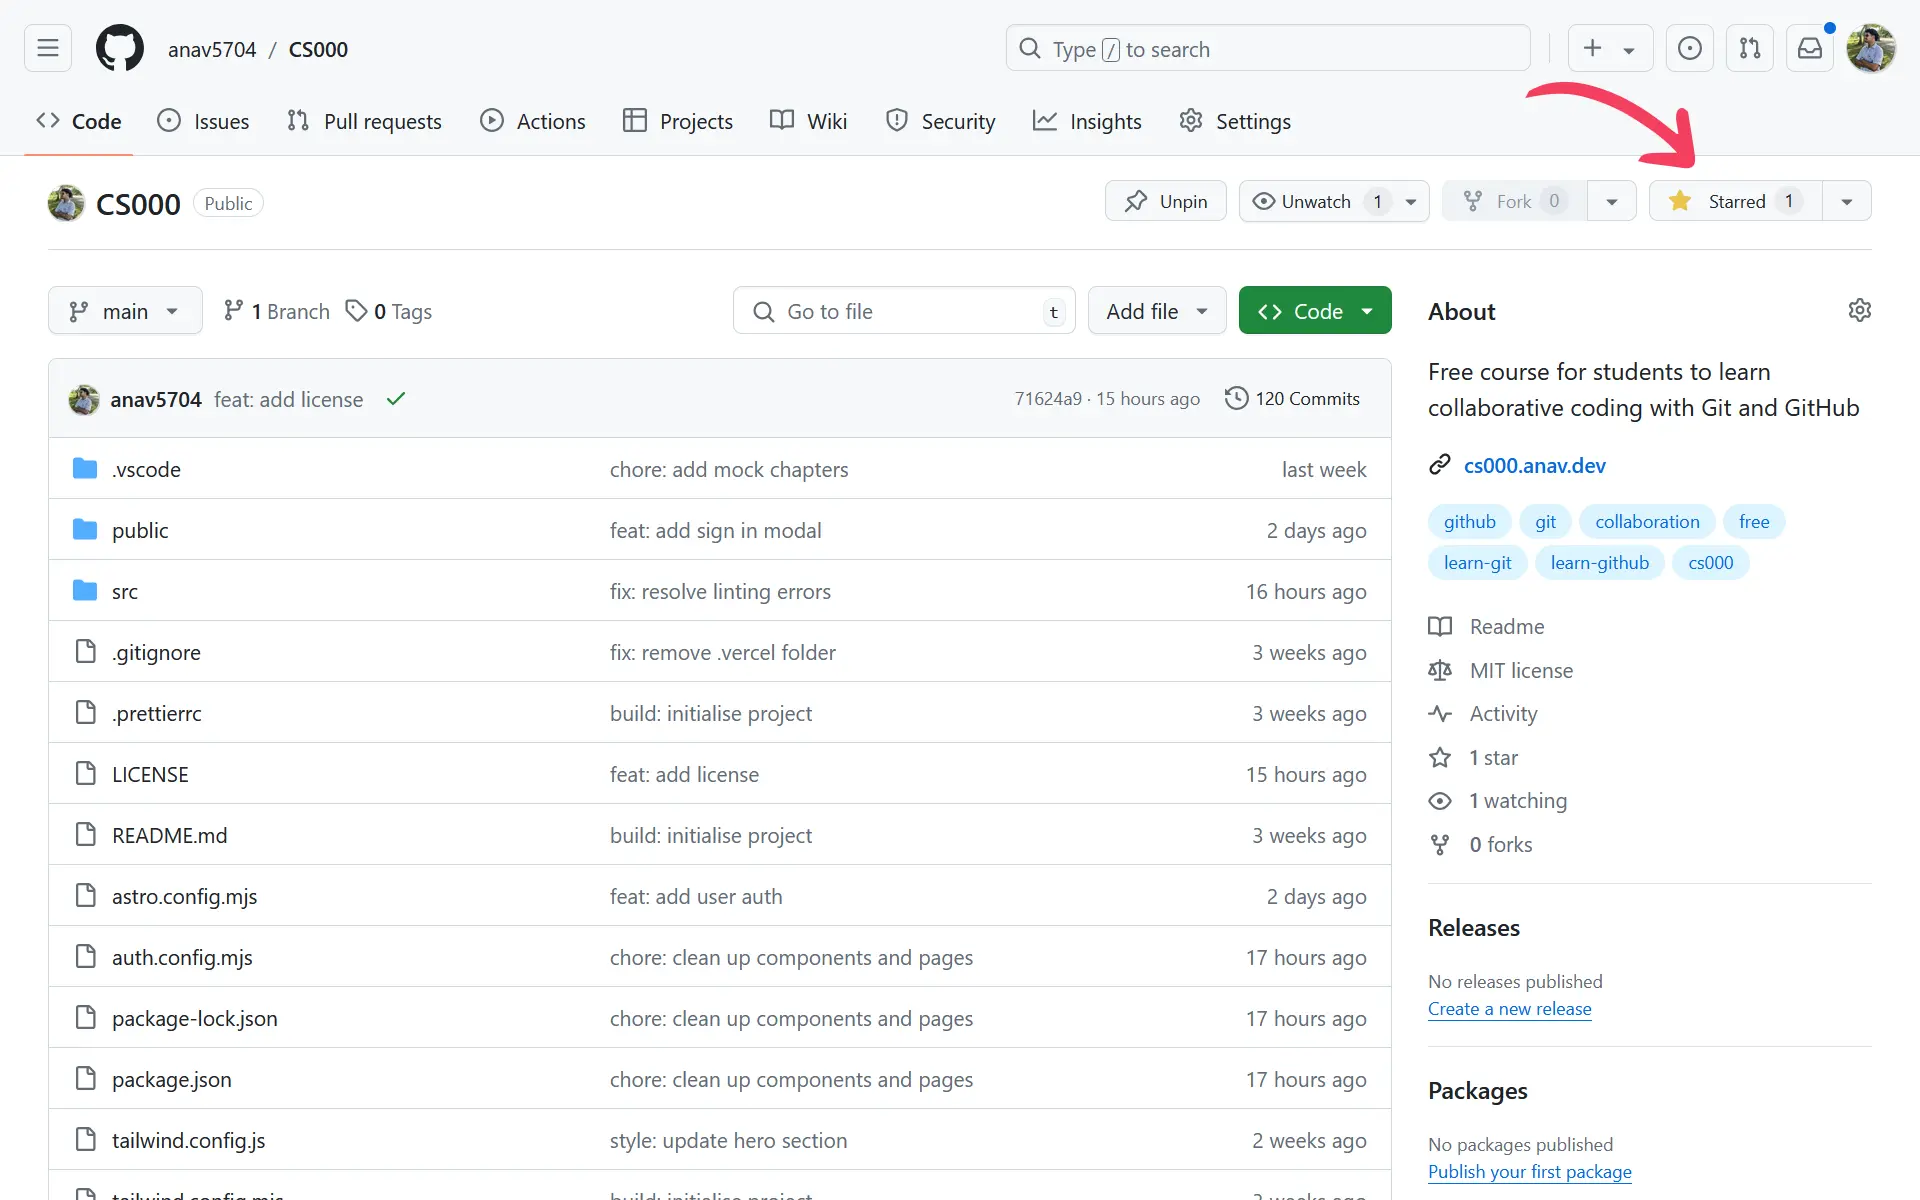 anav5704 / CS000
Type / to search
Code Issues Pull requests Actions Projects Wiki Security Insights Settings
CS000 Public
Unpin Unwatch 1 Fork 0 Starred 1
main 1 Branch 0 Tags Go to file t Add file Code
anav5704 feat: add license 71624a9 · 15 hours ago 120 Commits
.vscode chore: add mock chapters last week
public feat: add sign in modal 2 days ago
src fix: resolve linting errors 16 hours ago
.gitignore fix: remove .vercel folder 3 weeks ago
.prettierrc build: initialise project 3 weeks ago
LICENSE feat: add license 15 hours ago
README.md build: initialise project 3 weeks ago
astro.config.mjs feat: add user auth 2 days ago
auth.config.mjs chore: clean up components and pages 17 hours ago
package-lock.json chore: clean up components and pages 17 hours ago
package.json chore: clean up components and pages 17 hours ago
tailwind.config.js style: update hero section 2 weeks ago
tailwind.config.mjs build: initialise project 3 weeks ago
About
Free course for students to learn
collaborative coding with Git and GitHub
cs000.anav.dev
github git collaboration free
learn-git learn-github cs000
Readme
MIT license
Activity
1 star
1 watching
0 forks
Releases
No releases published
Create a new release
Packages
No packages published
Publish your first package